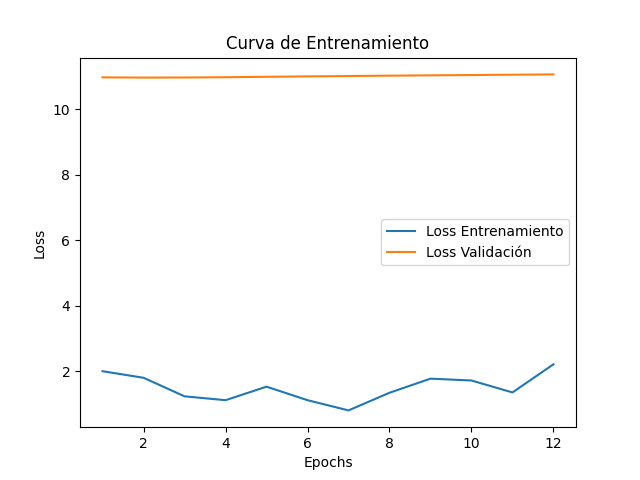 Curva de Entrenamiento
10
8
6
4
2
Loss
Loss Entrenamiento
Loss Validación
2 4 6 8 10 12
Epochs